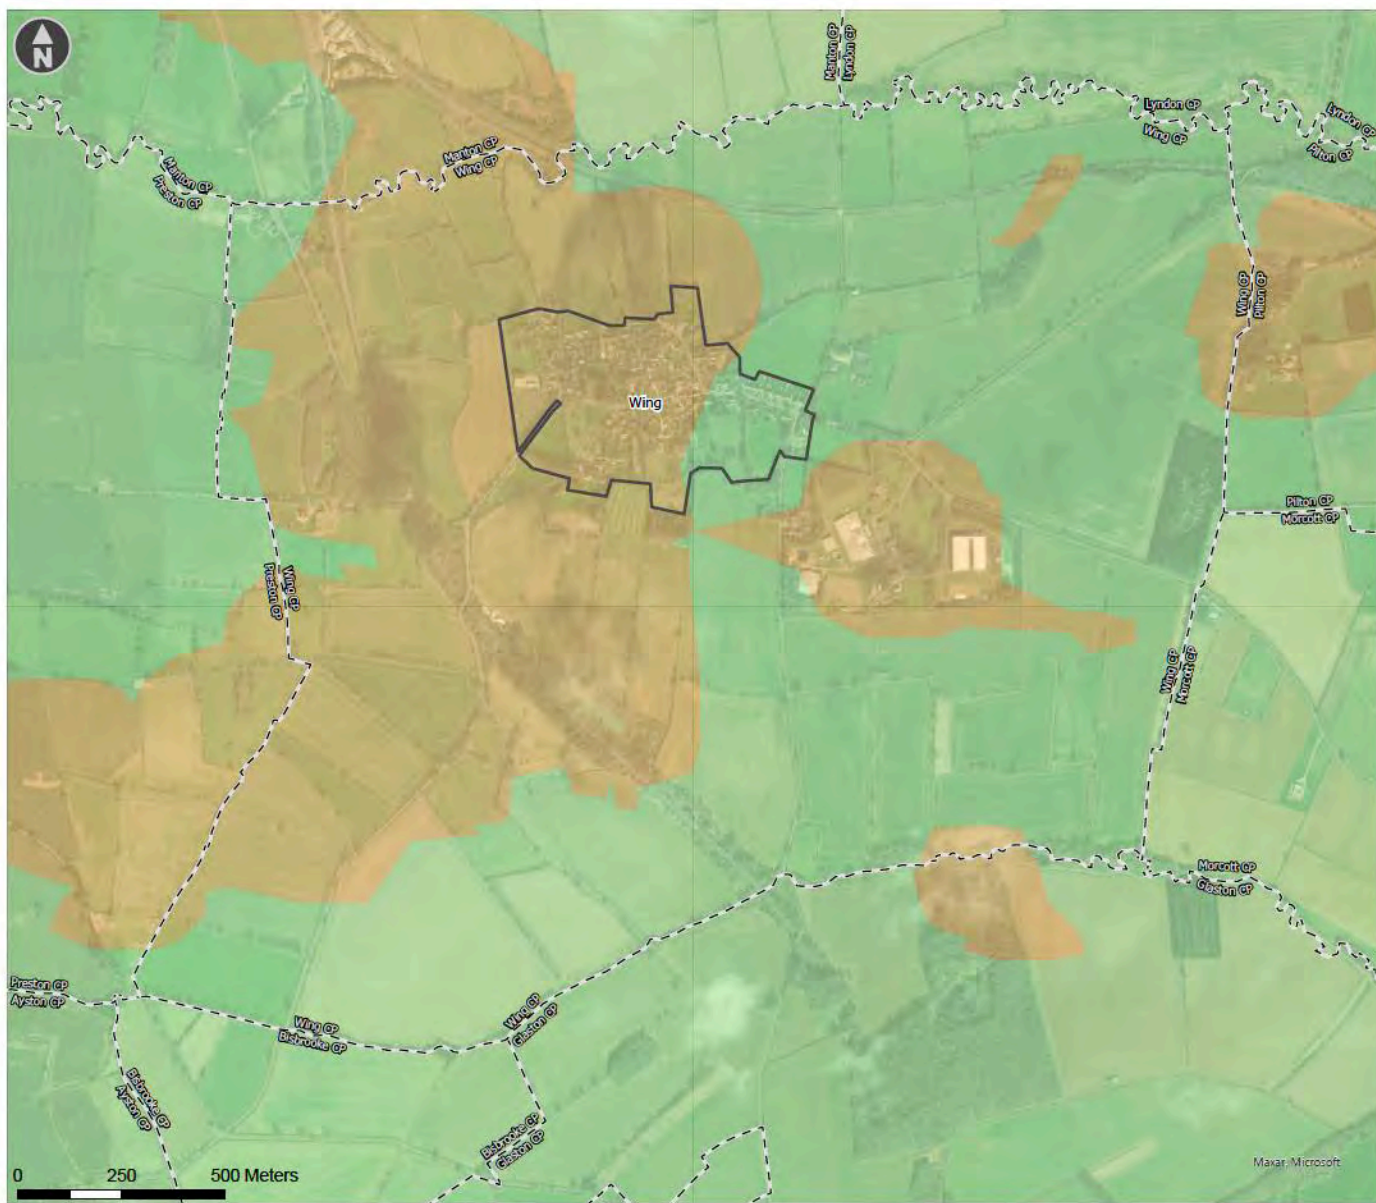 N
Manton CP
Lyndon CP
Lyndon CP
Wing CP
Lyndon CP
Pilton CP
Manton CP
Wing CP
Manton CP
Preston CP
Wing CP
Pilton CP
Wing
Pilton CP
Morcott CP
Wing CP
Preston CP
Wing CP
Morcott CP
Morcott CP
Glaston CP
Preston CP
Ayston CP
Wing CP
Bisbrooke CP
Wing CP
Glaston CP
Bisbrooke CP
Ayston CP
Bisbrooke CP
Glaston CP
0 250 500 Meters
Maxar, Microsoft